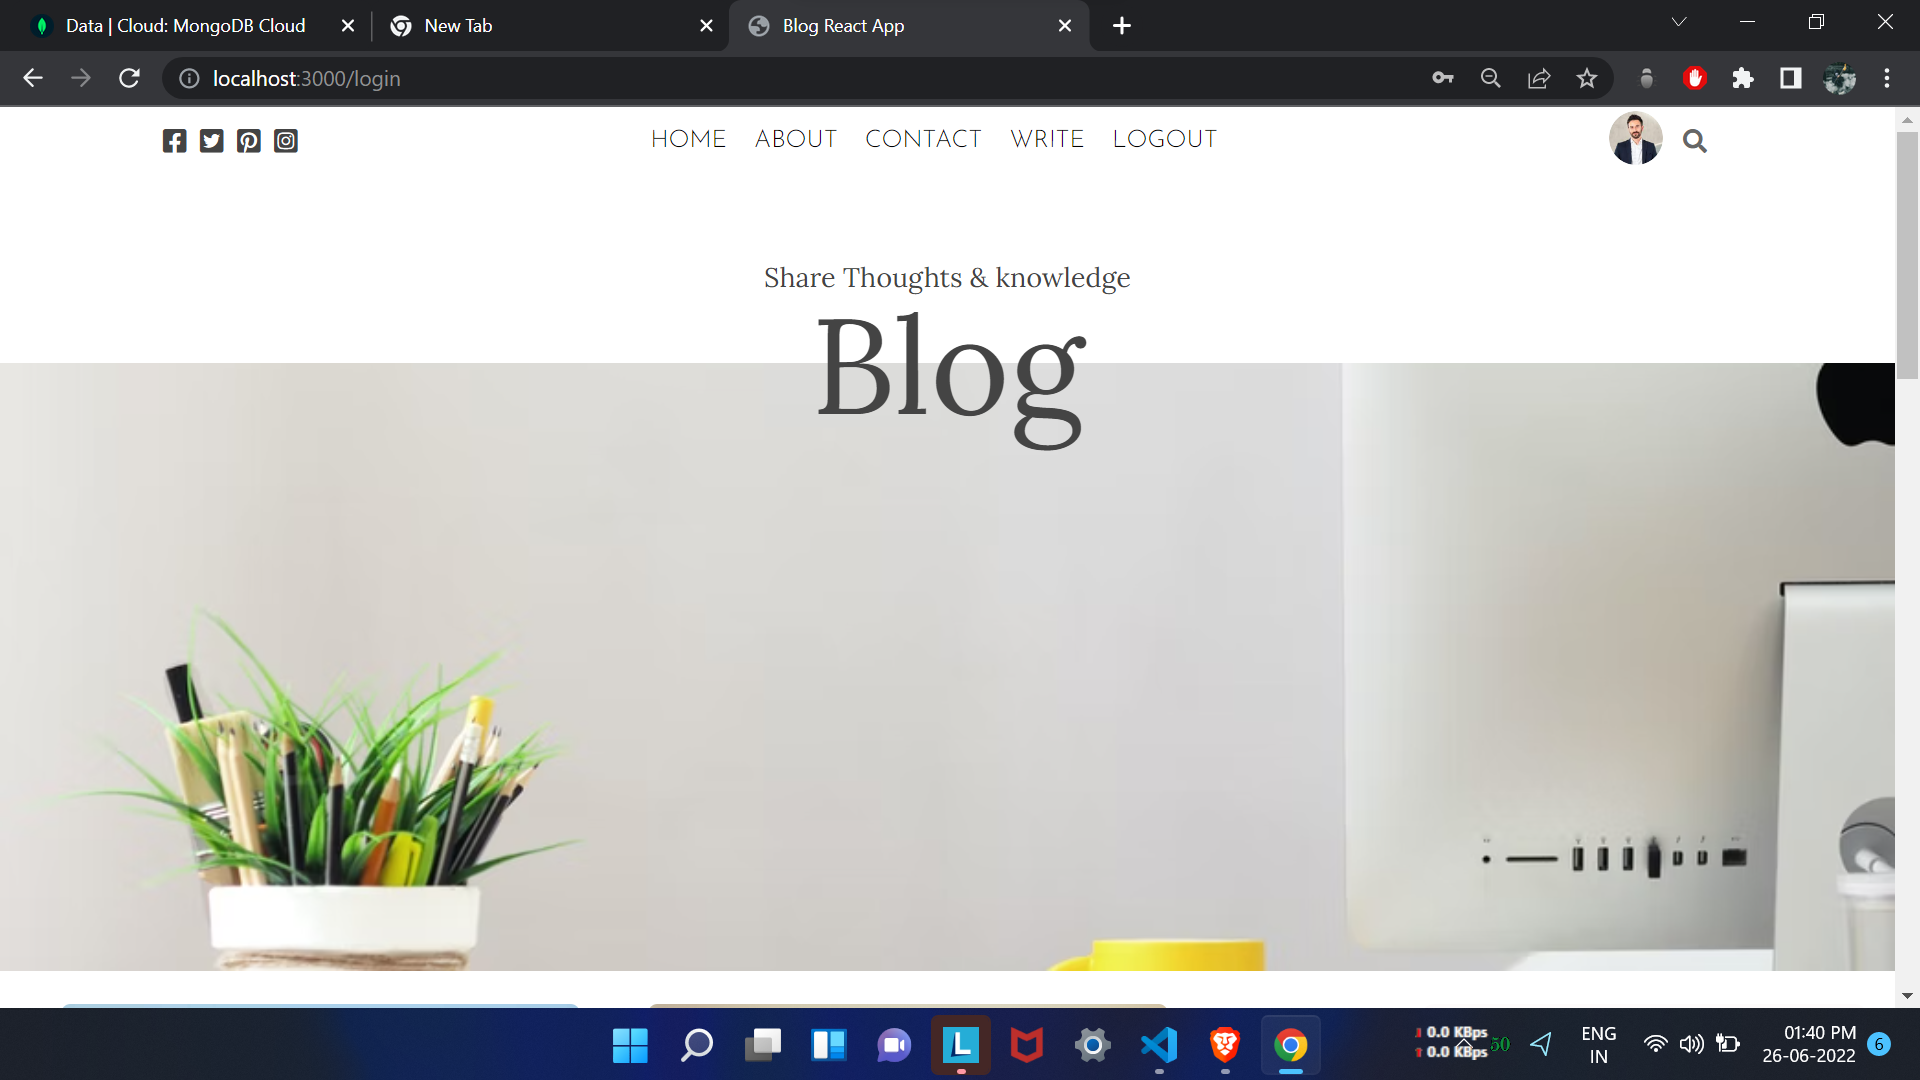 Data | Cloud: MongoDB Cloud
New Tab
Blog React App
localhost:3000/login
HOME ABOUT CONTACT WRITE LOGOUT
Share Thoughts & knowledge
Blog
0.0 KBps
0.0 KBps
50
ENG
IN
01:40 PM
26-06-2022
6